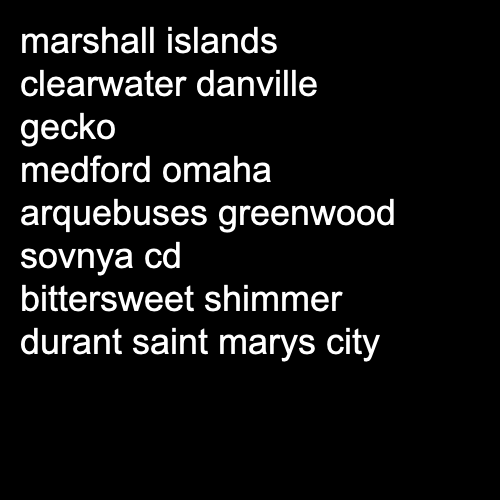 marshall islands
clearwater danville
gecko
medford omaha
arquebuses greenwood
sovnya cd
bittersweet shimmer
durant saint marys city